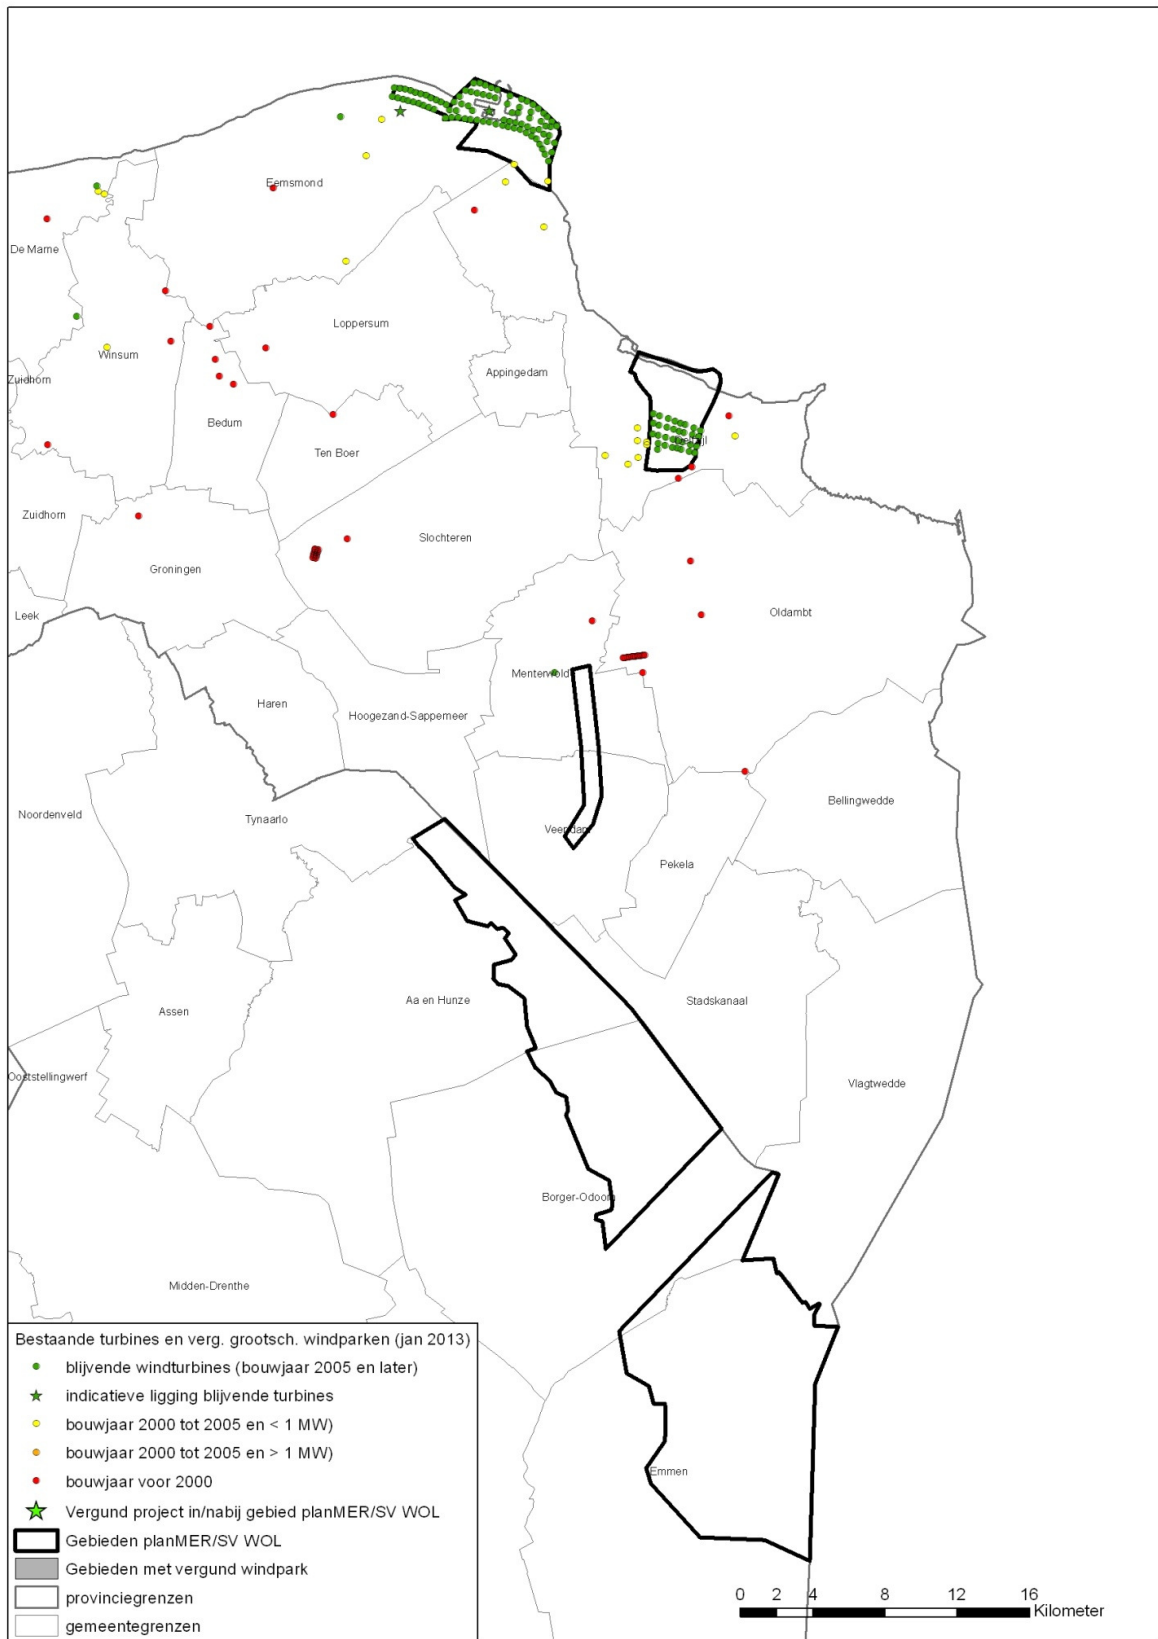 Eemsmond
De Marne
Loppersum
Winsum
Appingedam
Zuidhorn
Bedum
Ten Boer
Zuidhorn
Slochteren
Groningen
Leek
Oldambt
Menterwolde
Haren
Hoogezand-Sappemeer
Noordenveld
Tynaarlo
Veendam
Bellingwedde
Pekela
Assen
Aa en Hunze
Stadskanaal
Ooststellingwerf
Vlagtwedde
Borger-Odoorn
Midden-Drenthe
Emmen
Bestaande turbines en verg. grootsch. windparken (jan 2013)
blijvende windturbines (bouwjaar 2005 en later)
indicatieve ligging blijvende turbines
bouwjaar 2000 tot 2005 en < 1 MW)
bouwjaar 2000 tot 2005 en > 1 MW)
bouwjaar voor 2000
Vergund project in/nabij gebied planMER/SV WOL
Gebieden planMER/SV WOL
Gebieden met vergund windpark
provinciegrenzen
gemeentegrenzen
0 2 4 8 12 16
Kilometer